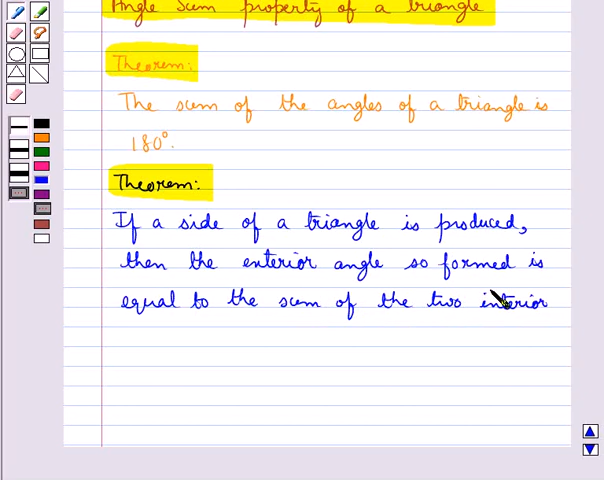 Angle Sum property of a triangle
Theorem:
The sum of the angles of a triangle is
180°.
Theorem:
If a side of a triangle is produced,
then the exterior angle so formed is
equal to the sum of the two interior